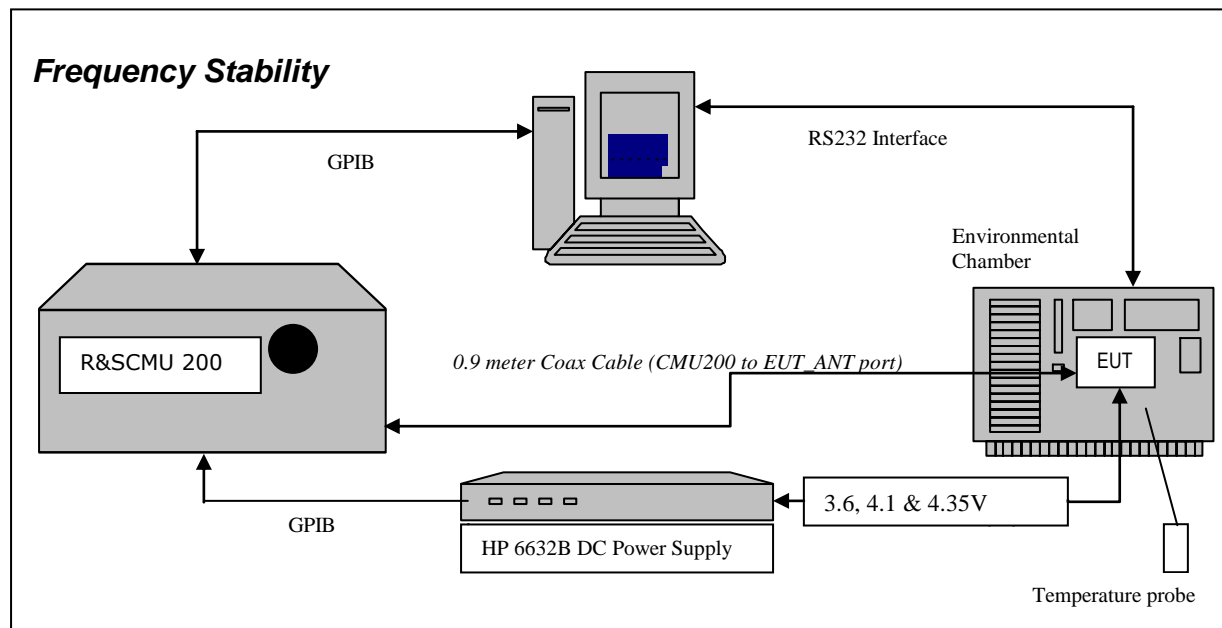 Frequency Stability
GPIB
RS232 Interface
Environmental
Chamber
R&SCMU 200
0.9 meter Coax Cable (CMU200 to EUT_ANT port)
EUT
GPIB
3.6, 4.1 & 4.35V
HP 6632B DC Power Supply
Temperature probe